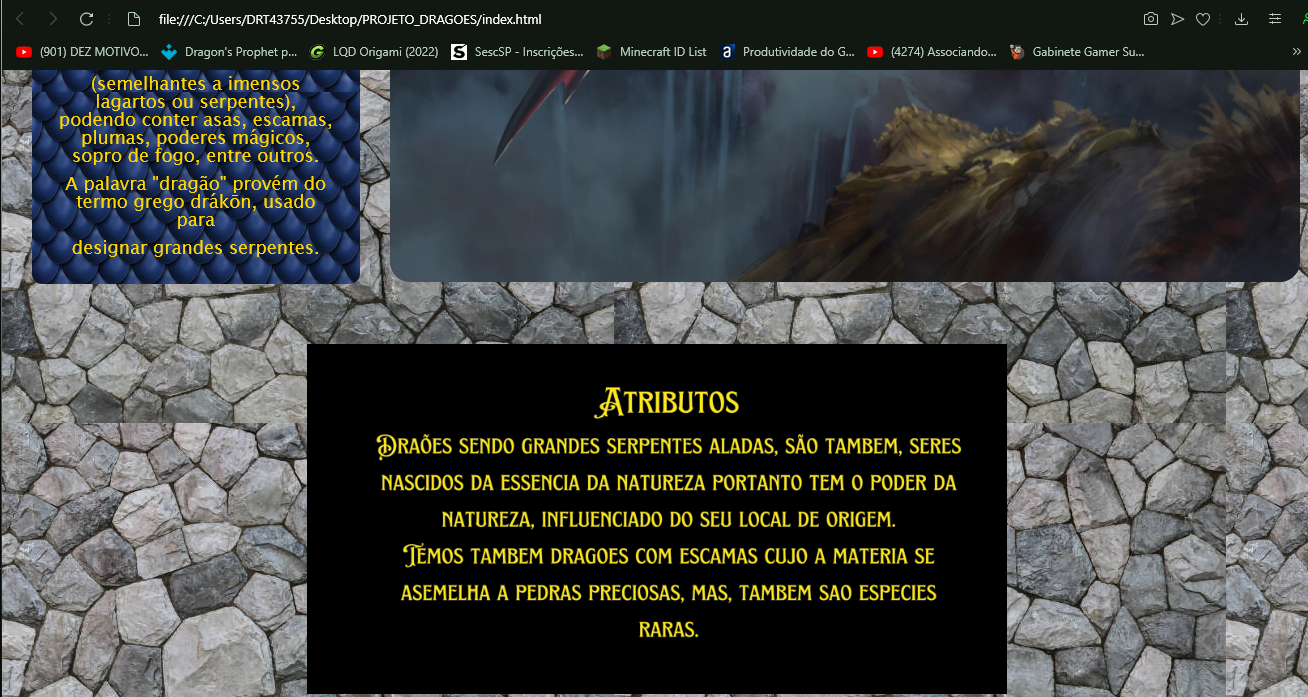 file:///C:/Users/DRT43755/Desktop/PROJETO_DRAGOES/index.html
(901) DEZ MOTIVO... Dragon's Prophet p... LQD Origami (2022) SescSP - Inscrições... Minecraft ID List Produtividade do G... (4274) Associando... Gabinete Gamer Su...
(semelhantes a imensos
lagartos ou serpentes),
podendo conter asas, escamas,
plumas, poderes mágicos,
sopro de fogo, entre outros.
A palavra "dragão" provém do
termo grego drákōn, usado
para
designar grandes serpentes.
Atributos
Draões sendo grandes serpentes aladas, são tambem, seres
nascidos da essencia da natureza portanto tem o poder da
natureza, influenciado do seu local de origem.
Temos tambem dragoes com escamas cujo a materia se
asemelha a pedras preciosas, mas, tambem sao especies
raras.